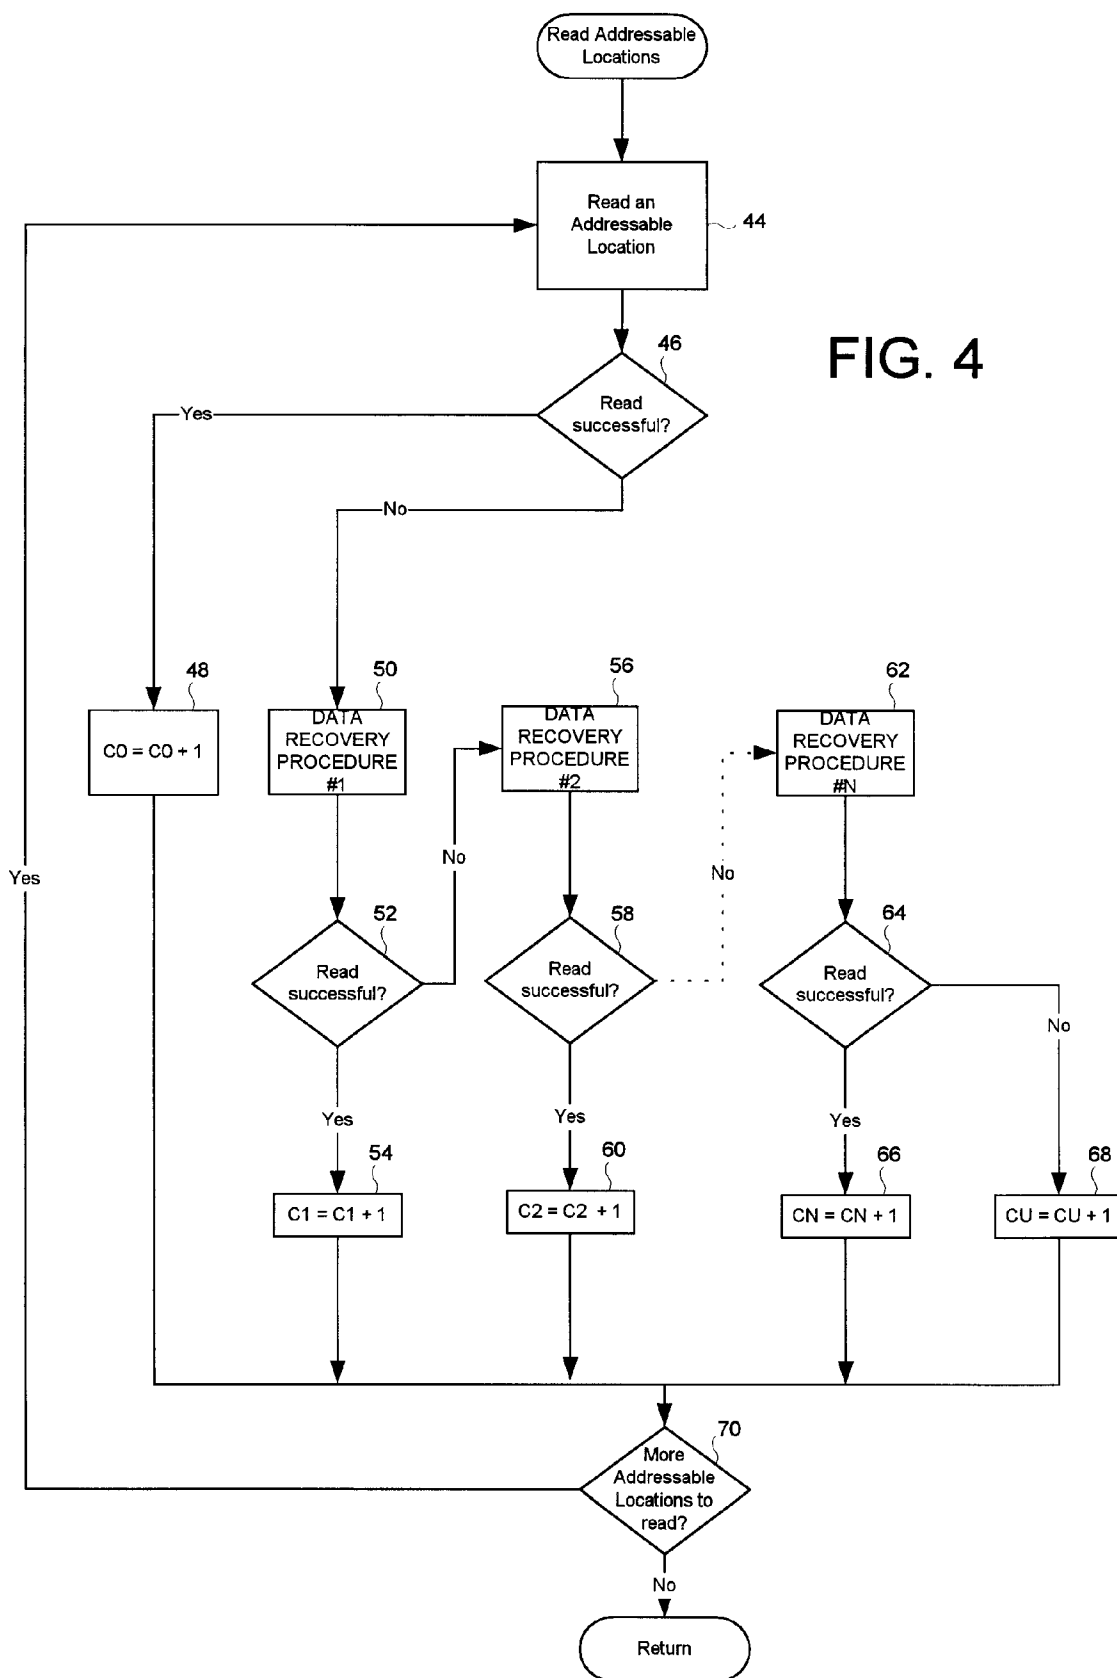 Read Addressable
Locations
Read an
Addressable
Location
44
FIG. 4
46
Read
successful?
Yes
No
48
C0 = C0 + 1
50
DATA
RECOVERY
PROCEDURE
#1
56
DATA
RECOVERY
PROCEDURE
#2
62
DATA
RECOVERY
PROCEDURE
#N
Yes
No
No
52
Read
successful?
58
Read
successful?
64
Read
successful?
No
Yes
Yes
Yes
54
C1 = C1 + 1
60
C2 = C2 + 1
66
CN = CN + 1
68
CU = CU + 1
70
More
Addressable
Locations to
read?
No
Return